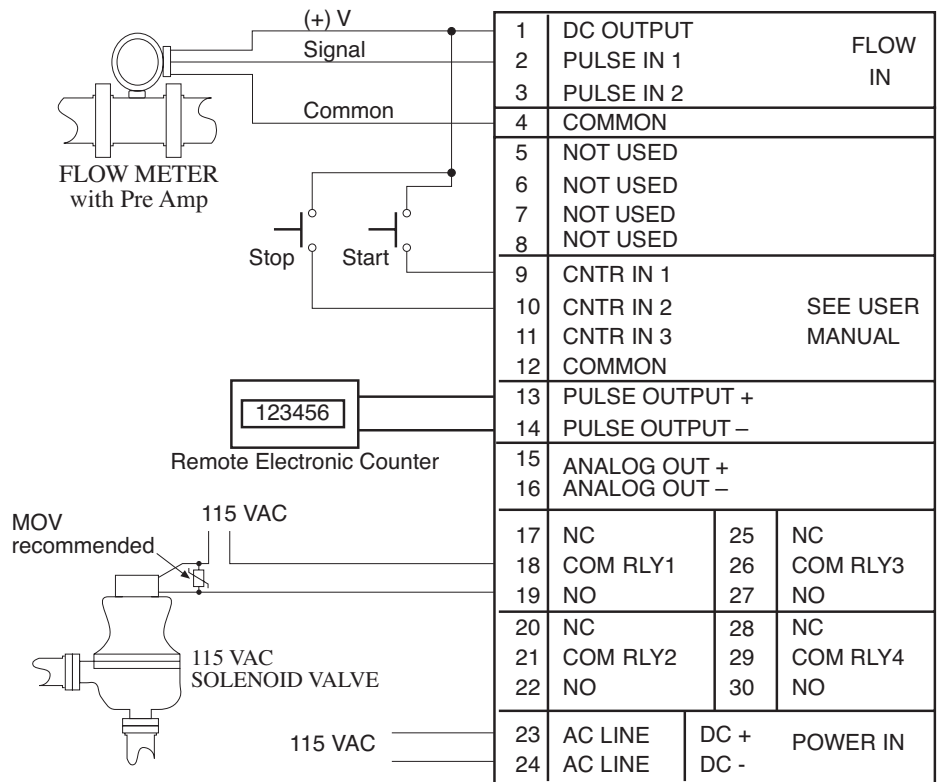 (+) V
Signal
Common
FLOW METER
with Pre Amp
Stop
Start
123456
Remote Electronic Counter
MOV
recommended
115 VAC
115 VAC
SOLENOID VALVE
115 VAC
1 DC OUTPUT
2 PULSE IN 1
3 PULSE IN 2
FLOW
IN
4 COMMON
5 NOT USED
6 NOT USED
7 NOT USED
8 NOT USED
9 CNTR IN 1
10 CNTR IN 2 SEE USER
11 CNTR IN 3 MANUAL
12 COMMON
13 PULSE OUTPUT +
14 PULSE OUTPUT –
15 ANALOG OUT +
16 ANALOG OUT –
17 NC 25 NC
18 COM RLY1 26 COM RLY3
19 NO 27 NO
20 NC 28 NC
21 COM RLY2 29 COM RLY4
22 NO 30 NO
23 AC LINE DC + POWER IN
24 AC LINE DC -